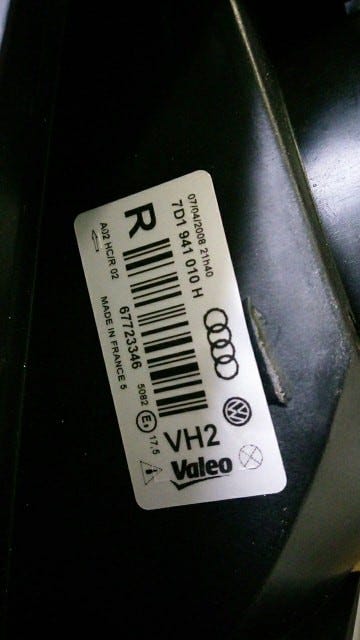 07/04/2008 21h40
7D1 941 010 H
R
A02 HC/R 02
67723346
MADE IN FRANCE 5
5082
E
17,5
VH2
Valeo
VW